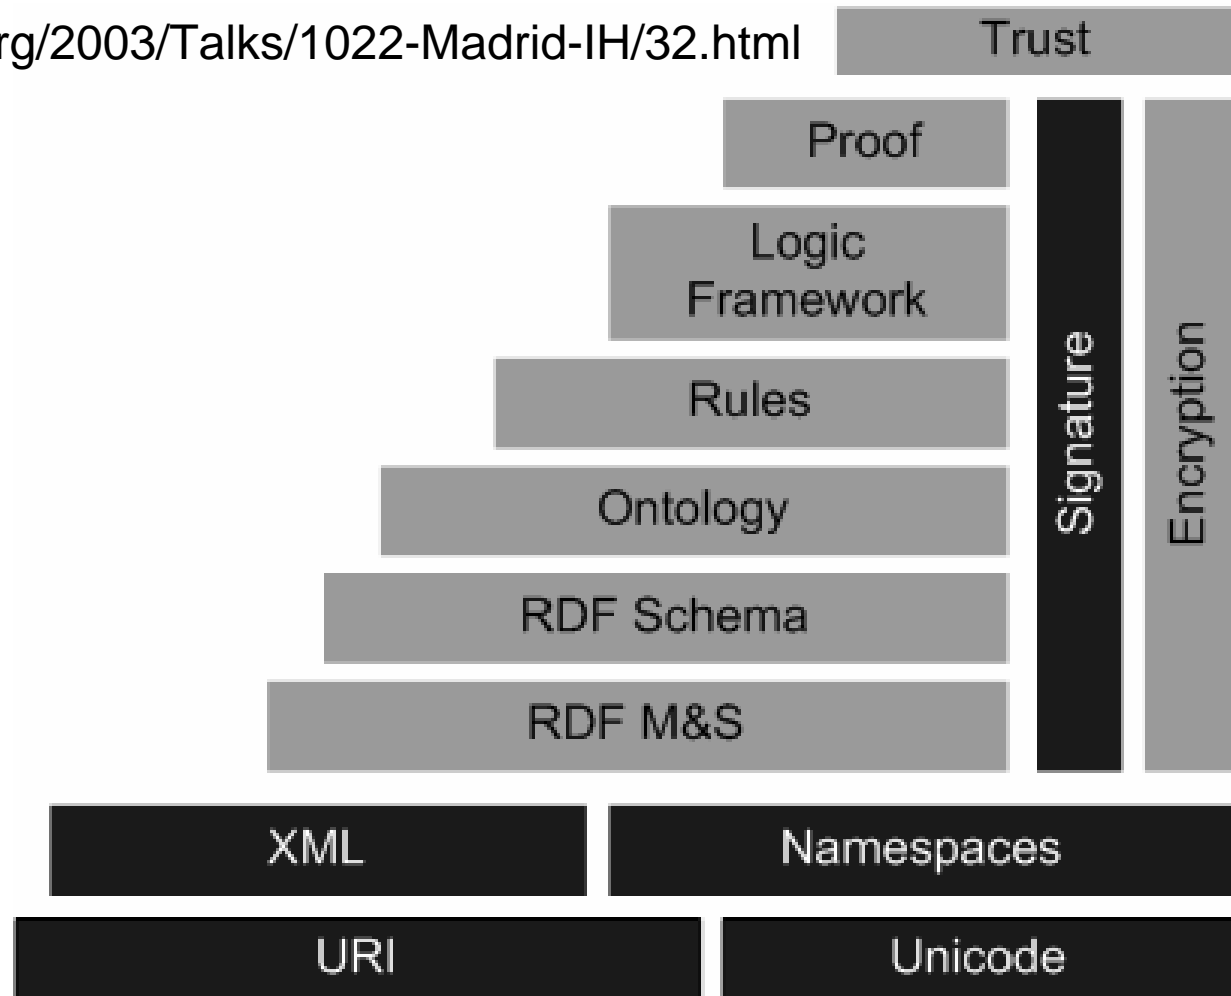 rg/2003/Talks/1022-Madrid-IH/32.html
Trust
Proof
Logic
Framework
Rules
Ontology
RDF Schema
RDF M&S
Signature
Encryption
XML
Namespaces
URI
Unicode